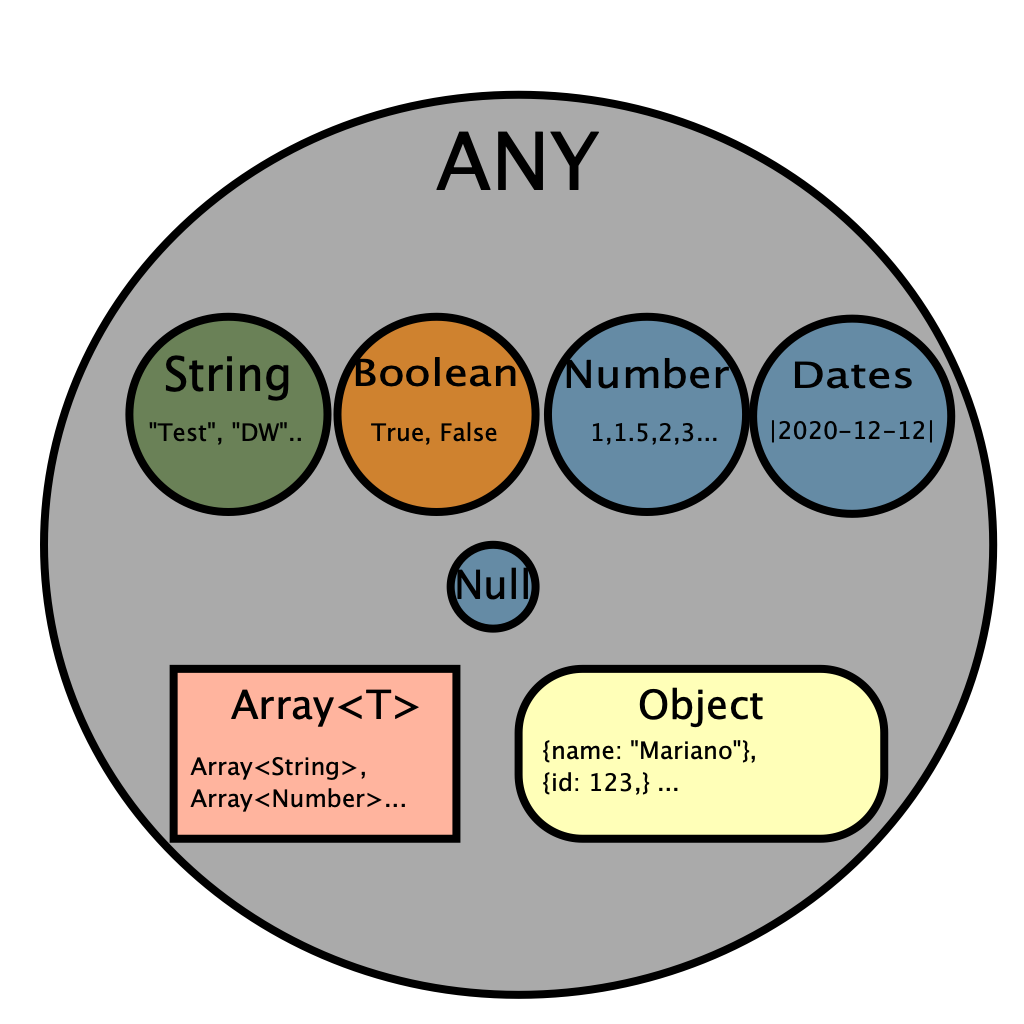 ANY
String
"Test", "DW"..
Boolean
True, False
Number
1,1.5,2,3...
Dates
|2020-12-12|
Null
Array<T>
Array<String>,
Array<Number>...
Object
{name: "Mariano"},
{id: 123,} ...